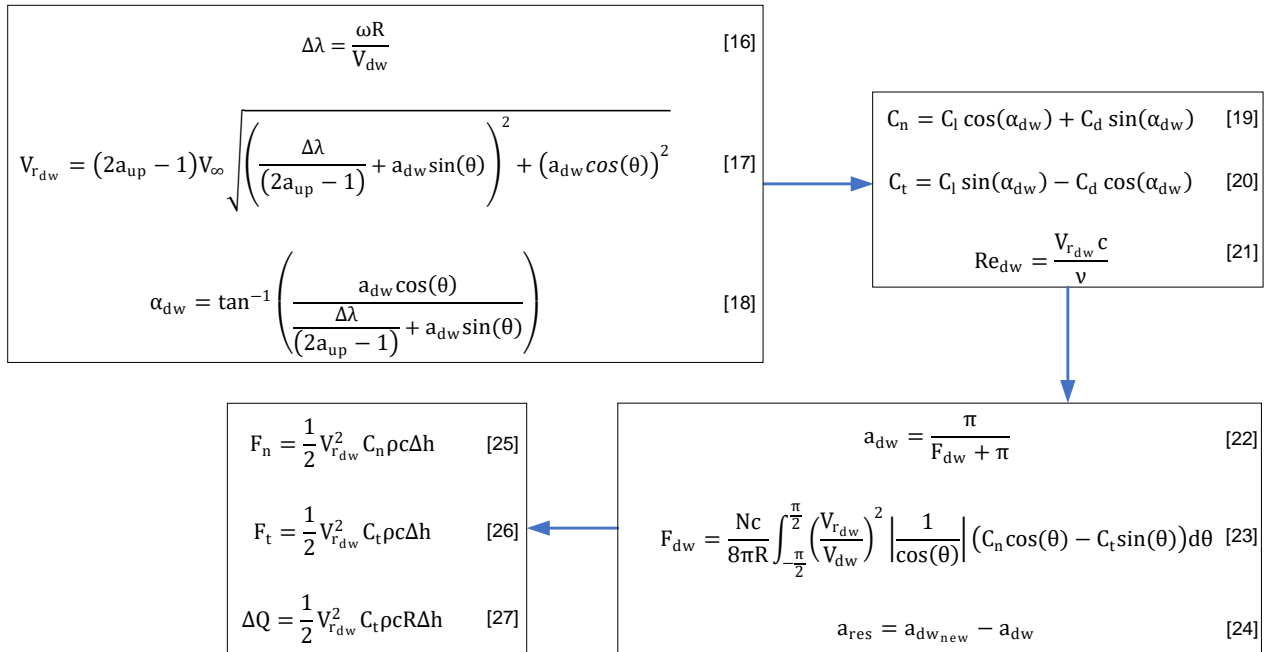 Δλ = ωR / V_dw [16]
V_r_dw = (2a_up − 1)V_∞ √((Δλ / (2a_up − 1) + a_dw sin(θ))² + (a_dw cos(θ))²) [17]
α_dw = tan⁻¹(a_dw cos(θ) / (Δλ / (2a_up − 1) + a_dw sin(θ))) [18]
C_n = C_l cos(α_dw) + C_d sin(α_dw) [19]
C_t = C_l sin(α_dw) − C_d cos(α_dw) [20]
Re_dw = V_r_dw c / ν [21]
a_dw = π / (F_dw + π) [22]
F_dw = Nc / 8πR ∫_{−π/2}^{π/2} (V_r_dw / V_dw)² |1 / cos(θ)| (C_n cos(θ) − C_t sin(θ))dθ [23]
a_res = a_dw_new − a_dw [24]
F_n = 1/2 V²_r_dw C_n ρcΔh [25]
F_t = 1/2 V²_r_dw C_t ρcΔh [26]
ΔQ = 1/2 V²_r_dw C_t ρcRΔh [27]